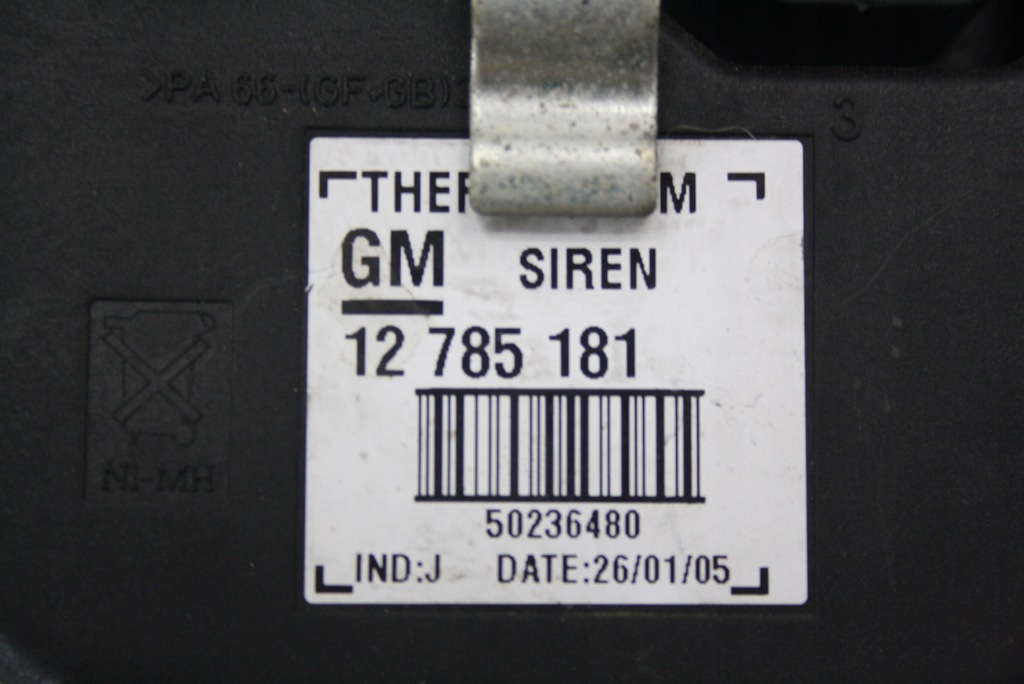 >PA 66-(GF+GB)
3
M
GM SIREN
12 785 181
50236480
IND:J DATE:26/01/05
NI-MH